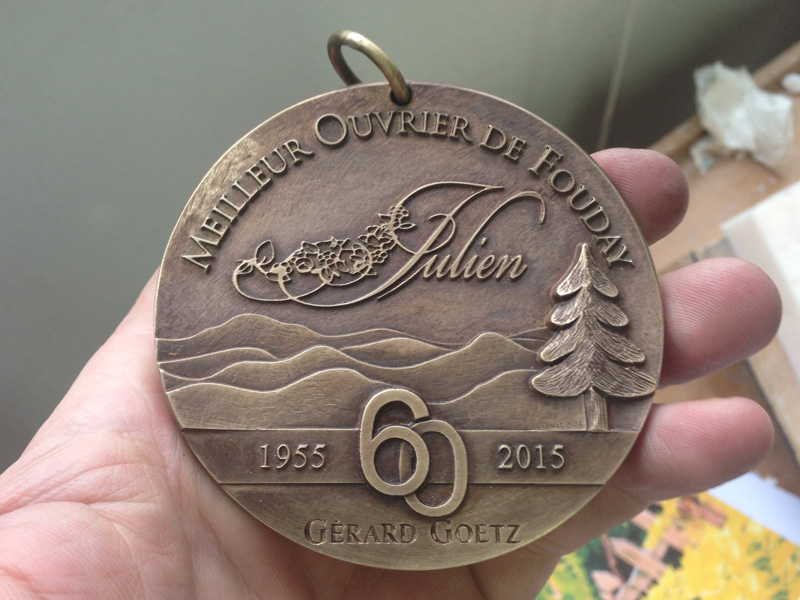 MEILLEUR OUVRIER DE FOUDAY
Julien
60
1955 2015
GÉRARD GOETZ